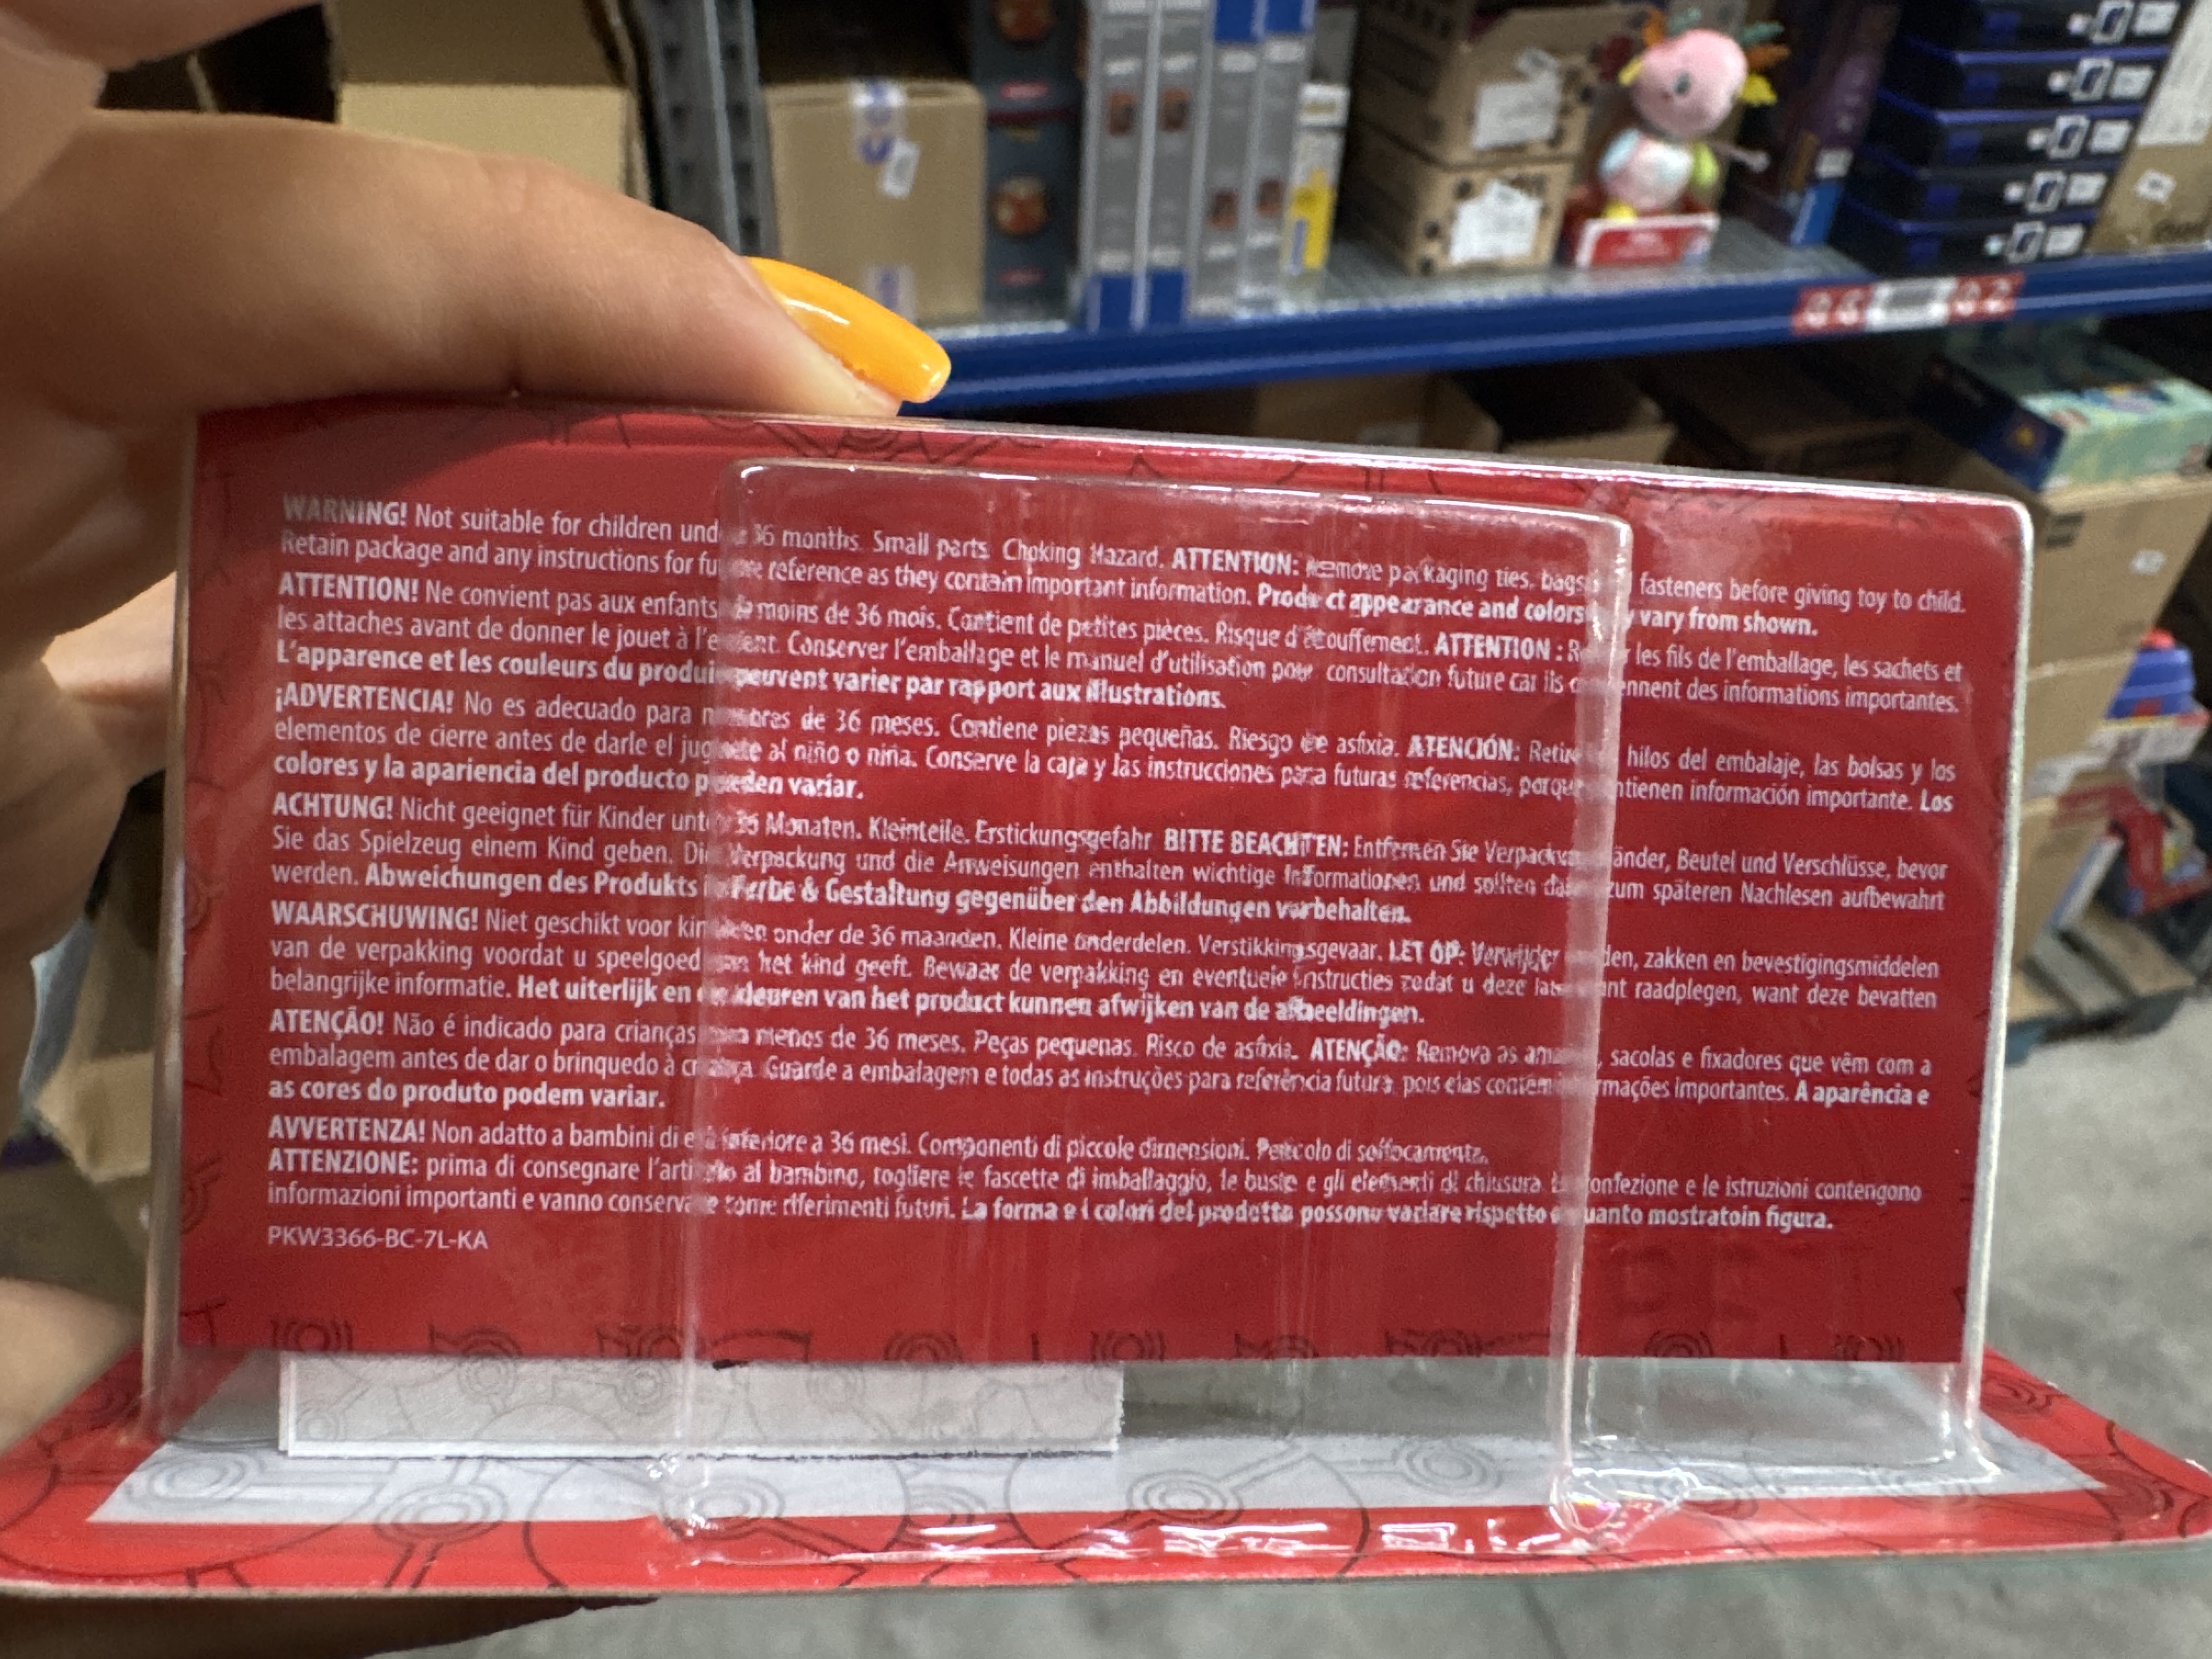 WARNING! Not suitable for children under 36 months. Small parts. Choking Hazard. ATTENTION: Remove packaging ties, bags fasteners before giving toy to child.
Retain package and any instructions for future reference as they contain important information. Product appearance and colors vary from shown.
ATTENTION! Ne convient pas aux enfants de moins de 36 mois. Contient de petites pièces. Risque d'étouffement. ATTENTION : les fils de l'emballage, les sachets et
les attaches avant de donner le jouet à l'enfant. Conserver l'emballage et le manuel d'utilisation pour consultation future car ils contiennent des informations importantes.
L'apparence et les couleurs du produit peuvent varier par rapport aux illustrations.
¡ADVERTENCIA! No es adecuado para menores de 36 meses. Contiene piezas pequeñas. Riesgo de asfixia. ATENCIÓN: Retire hilos del embalaje, las bolsas y los
elementos de cierre antes de darle el juguete al niño o niña. Conserve la caja y las instrucciones para futuras referencias, porque contienen información importante. Los
colores y la apariencia del producto pueden variar.
ACHTUNG! Nicht geeignet für Kinder unter 36 Monaten. Kleinteile. Erstickungsgefahr. BITTE BEACHTEN: Entfernen Sie Verpackungsbänder, Beutel und Verschlüsse, bevor
Sie das Spielzeug einem Kind geben. Die Verpackung und die Anweisungen enthalten wichtige Informationen und sollten daher zum späteren Nachlesen aufbewahrt
werden. Abweichungen des Produkts in Farbe & Gestaltung gegenüber den Abbildungen vorbehalten.
WAARSCHUWING! Niet geschikt voor kinderen onder de 36 maanden. Kleine onderdelen. Verstikkingsgevaar. LET OP: Verwijder zakken en bevestigingsmiddelen
van de verpakking voordat u speelgoed aan het kind geeft. Bewaar de verpakking en eventuele instructies zodat u deze later kunt raadplegen, want deze bevatten
belangrijke informatie. Het uiterlijk en de kleuren van het product kunnen afwijken van de afbeeldingen.
ATENÇÃO! Não é indicado para crianças com menos de 36 meses. Peças pequenas. Risco de asfixia. ATENÇÃO: Remova as sacolas e fixadores que vêm com a
embalagem antes de dar o brinquedo à criança. Guarde a embalagem e todas as instruções para referência futura, pois elas contêm informações importantes. A aparência e
as cores do produto podem variar.
AVVERTENZA! Non adatto a bambini di età inferiore a 36 mesi. Componenti di piccole dimensioni. Pericolo di soffocamento.
ATTENZIONE: prima di consegnare l'articolo al bambino, togliere le fascette di imballaggio, le buste e gli elementi di chiusura. confezione e le istruzioni contengono
informazioni importanti e vanno conservate come riferimenti futuri. La forma e i colori del prodotto possono variare rispetto a quanto mostratoin figura.
PKW3366-BC-7L-KA